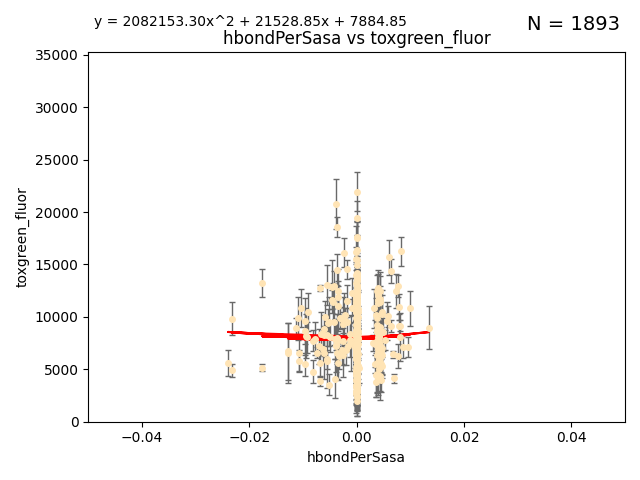 y = 2082153.30x^2 + 21528.85x + 7884.85
N = 1893
hbondPerSasa vs toxgreen_fluor
35000
30000
25000
20000
15000
10000
5000
0
toxgreen_fluor
−0.04
−0.02
0.00
0.02
0.04
hbondPerSasa